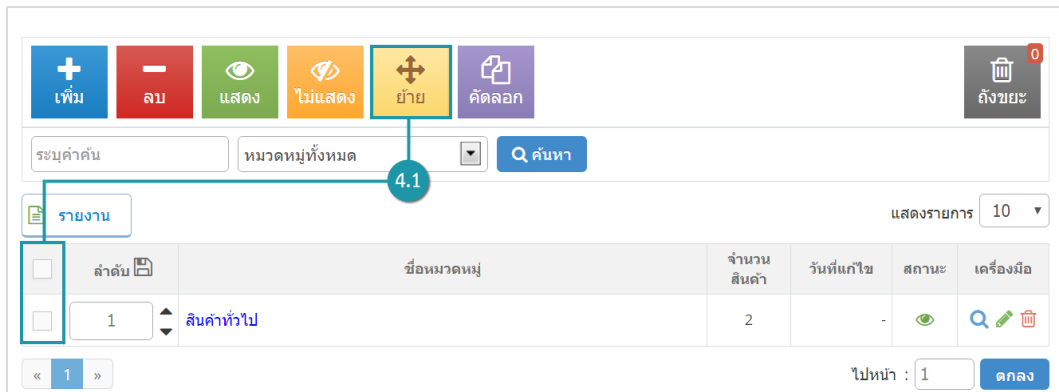 เพิ่ม ลบ แสดง ไม่แสดง ย้าย คัดลอก ถังขยะ 0
ระบุคำค้น หมวดหมู่ทั้งหมด ค้นหา
4.1
รายงาน แสดงรายการ 10
ลำดับ ชื่อหมวดหมู่ จำนวนสินค้า วันที่แก้ไข สถานะ เครื่องมือ
1 สินค้าทั่วไป 2 -
« 1 » ไปหน้า : 1 ตกลง